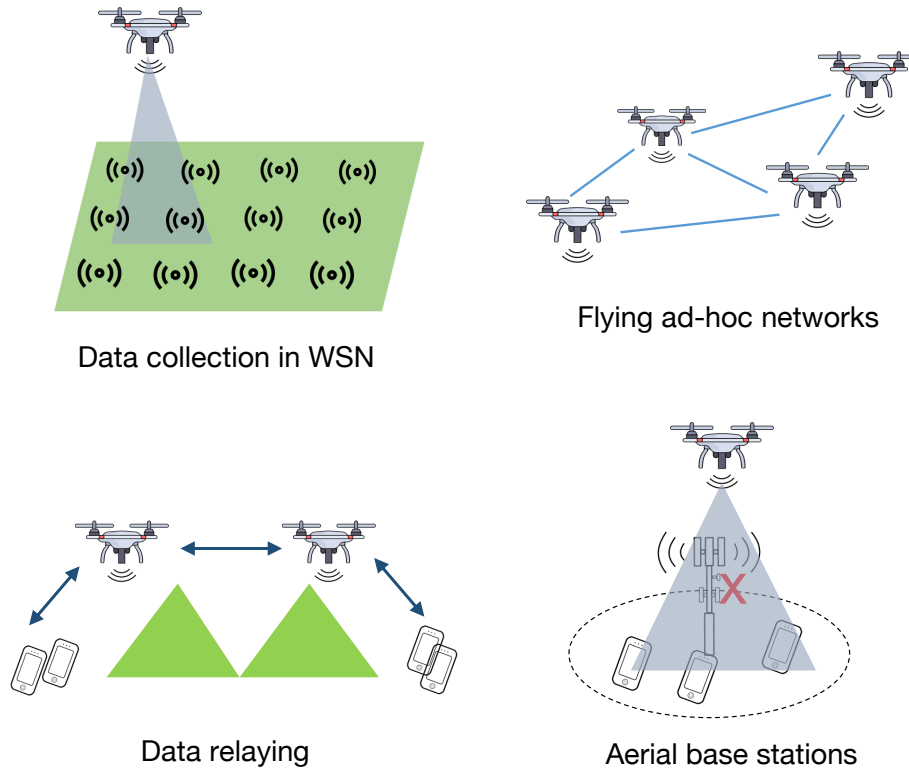 Data collection in WSN
Flying ad-hoc networks
X
Data relaying
Aerial base stations